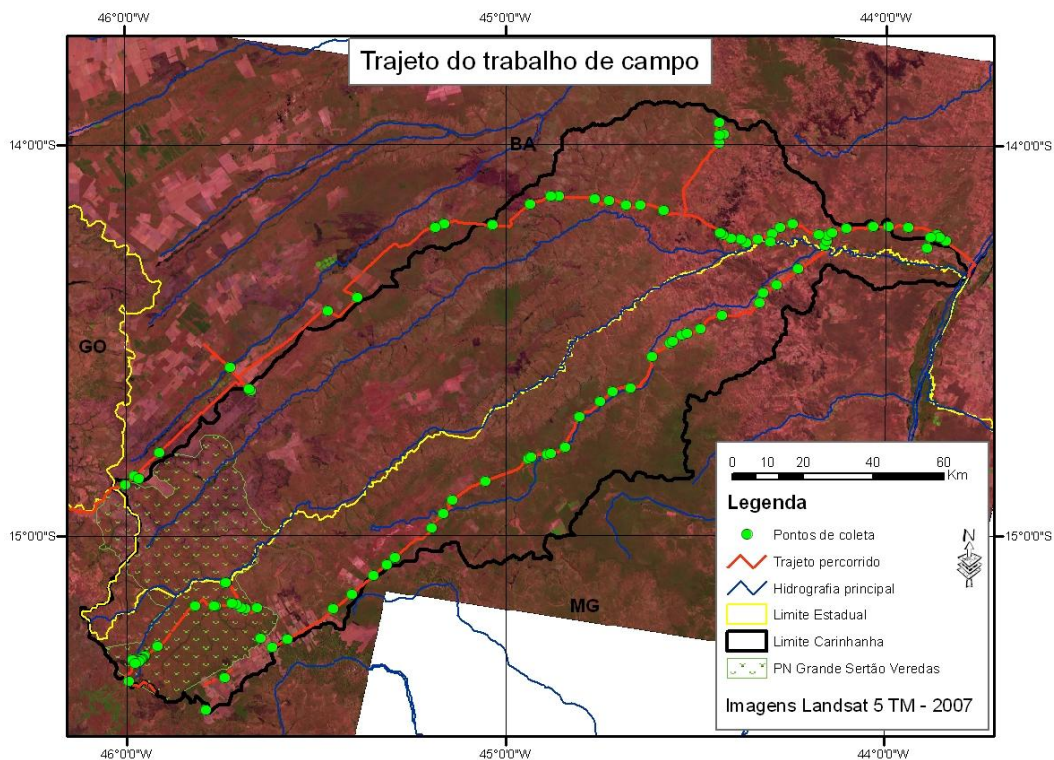 46°0'0"W
45°0'0"W
44°0'0"W
Trajeto do trabalho de campo
14°0'0"S
BA
14°0'0"S
GO
0 10 20 40 60
Km
Legenda
15°0'0"S
Pontos de coleta
N
15°0'0"S
Trajeto percorrido
Hidrografia principal
MG
Limite Estadual
Limite Carinhanha
PN Grande Sertão Veredas
Imagens Landsat 5 TM - 2007
46°0'0"W
45°0'0"W
44°0'0"W